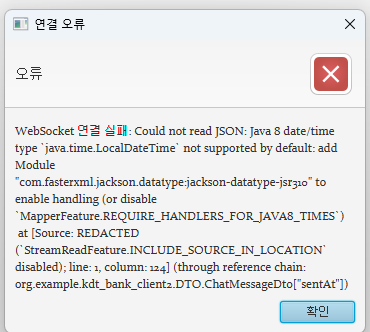 연결 오류
오류
WebSocket 연결 실패: Could not read JSON: Java 8 date/time
type `java.time.LocalDateTime` not supported by default: add
Module
"com.fasterxml.jackson.datatype:jackson-datatype-jsr310" to
enable handling (or disable
`MapperFeature.REQUIRE_HANDLERS_FOR_JAVA8_TIMES`)
at [Source: REDACTED
(`StreamReadFeature.INCLUDE_SOURCE_IN_LOCATION`
disabled); line: 1, column: 124] (through reference chain:
org.example.kdt_bank_client2.DTO.ChatMessageDto["sentAt"])
확인